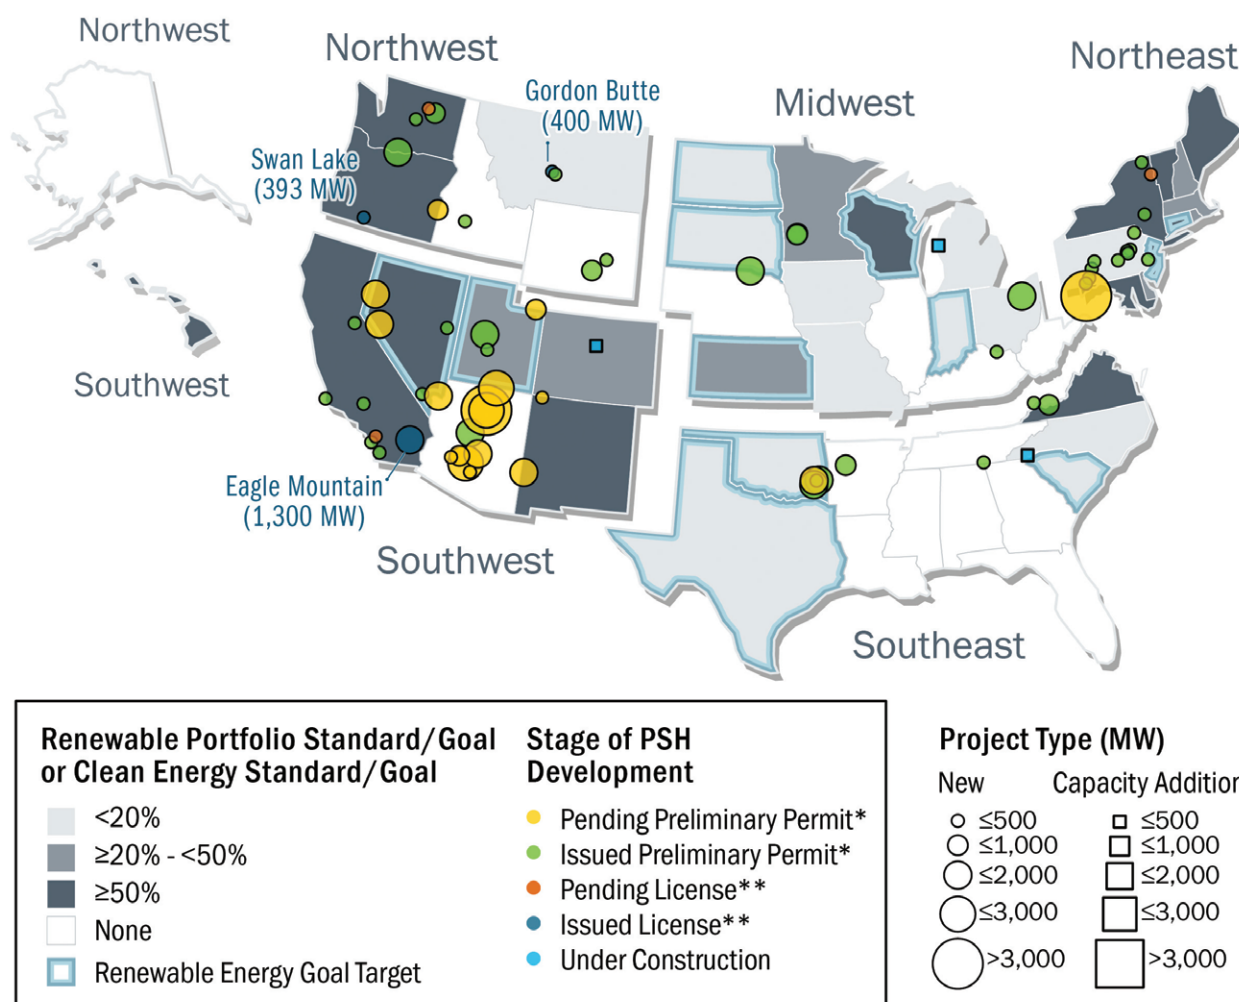 Northwest
Northwest
Northeast
Gordon Butte
(400 MW)
Midwest
Swan Lake
(393 MW)
Southwest
Eagle Mountain
(1,300 MW)
Southwest
Southeast
Renewable Portfolio Standard/Goal
or Clean Energy Standard/Goal
<20%
≥20% - <50%
≥50%
None
Renewable Energy Goal Target
Stage of PSH
Development
Pending Preliminary Permit*
Issued Preliminary Permit*
Pending License**
Issued License**
Under Construction
Project Type (MW)
New
Capacity Addition
≤500
≤500
≤1,000
≤1,000
≤2,000
≤2,000
≤3,000
≤3,000
>3,000
>3,000